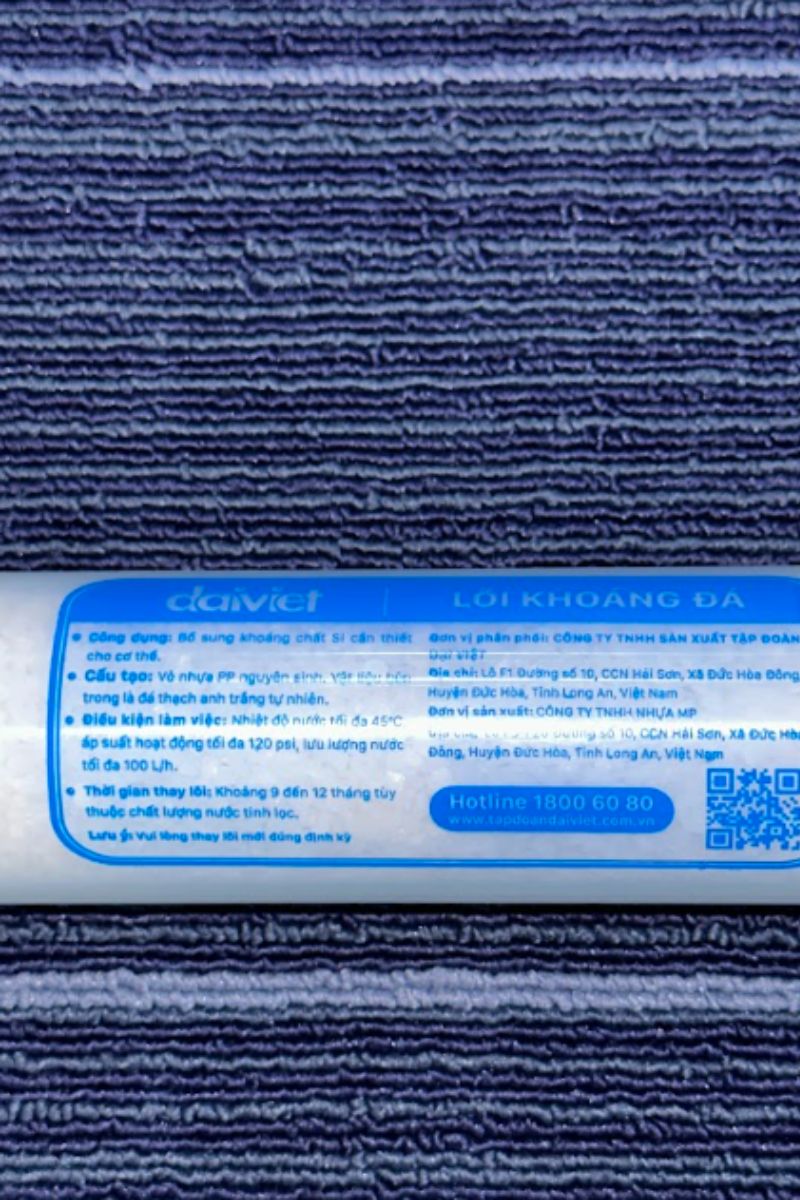 daiviet
LÕI KHOÁNG ĐÁ
• Công dụng: Bổ sung khoáng chất Si cần thiết
cho cơ thể.
• Cấu tạo: Vỏ nhựa PP nguyên sinh. Vật liệu bên
trong là đá thạch anh trắng tự nhiên.
• Điều kiện làm việc: Nhiệt độ nước tối đa 45°C
áp suất hoạt động tối đa 120 psi, lưu lượng nước
tối đa 100 L/h.
• Thời gian thay lõi: Khoảng 9 đến 12 tháng tùy
thuộc chất lượng nước tinh lọc.
Lưu ý: Vui lòng thay lõi mới đúng định kỳ
Đơn vị phân phối: CÔNG TY TNHH SẢN XUẤT TẬP ĐOÀN
ĐẠI VIỆT
Địa chỉ: Lô F1 Đường số 10, CCN Hải Sơn, Xã Đức Hòa Đông,
Huyện Đức Hòa, Tỉnh Long An, Việt Nam
Đơn vị sản xuất: CÔNG TY TNHH NHỰA MP
Đường số 10, CCN Hải Sơn, Xã Đức Hòa
Đông, Huyện Đức Hòa, Tỉnh Long An, Việt Nam
Hotline 1800 60 80
www.tapdoandaiviet.com.vn